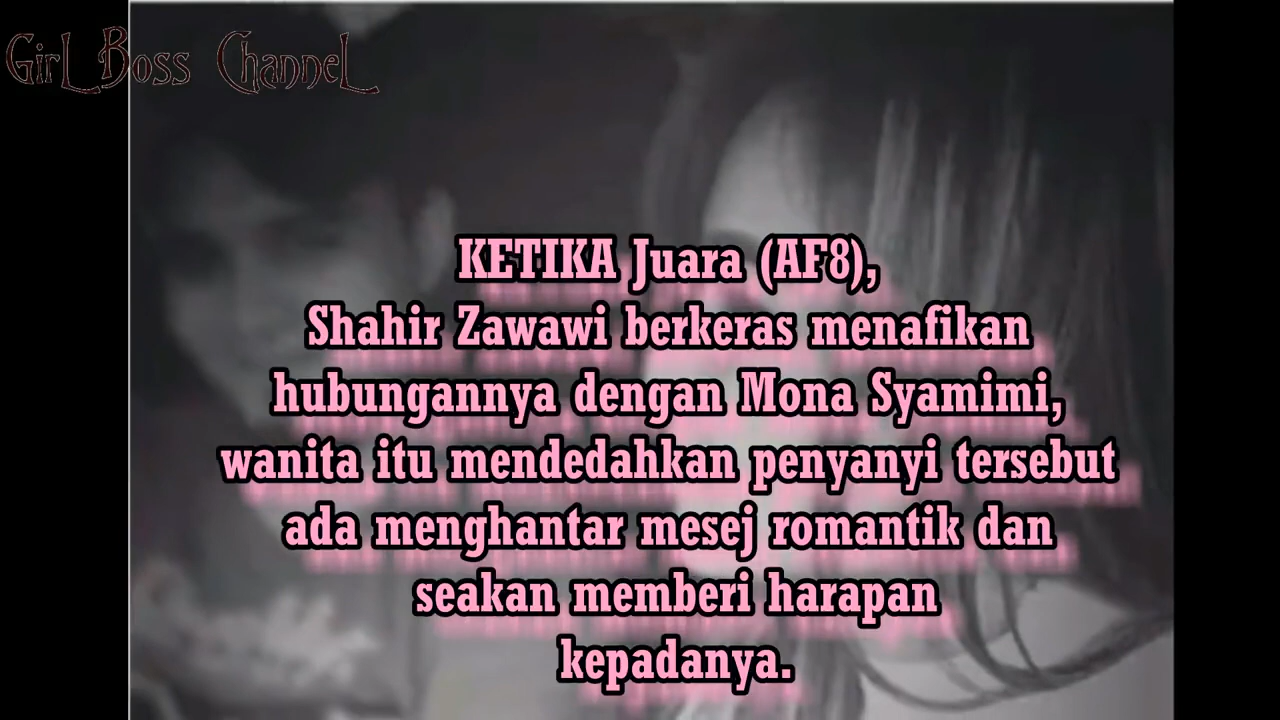 GirL Boss ChanneL
KETIKA Juara (AF8),
Shahir Zawawi berkeras menafikan
hubungannya dengan Mona Syamimi,
wanita itu mendedahkan penyanyi tersebut
ada menghantar mesej romantik dan
seakan memberi harapan
kepadanya.